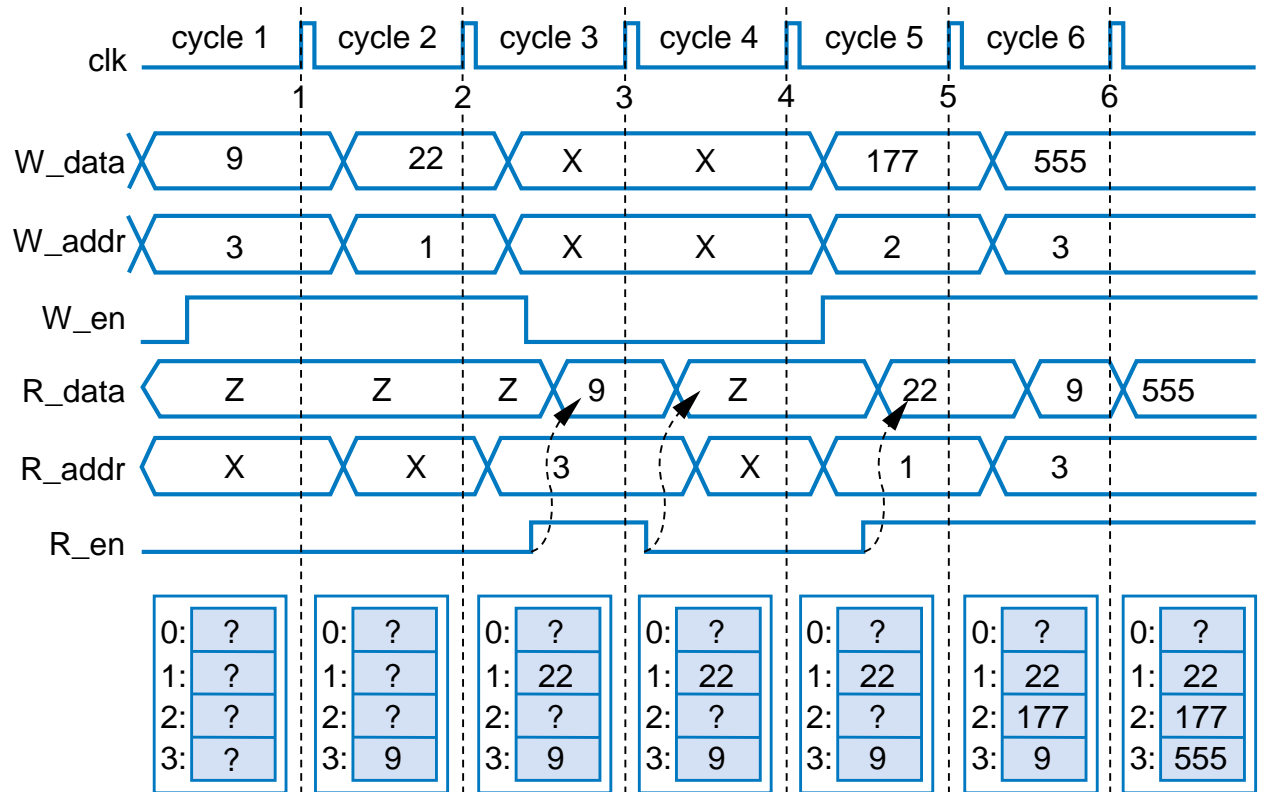 clk cycle 1 cycle 2 cycle 3 cycle 4 cycle 5 cycle 6
1 2 3 4 5 6
W_data 9 22 X X 177 555
W_addr 3 1 X X 2 3
W_en
R_data Z Z Z 9 Z 22 9 555
R_addr X X 3 X 1 3
R_en
0: ? 0: ? 0: ? 0: ? 0: ? 0: ? 0: ?
1: ? 1: ? 1: 22 1: 22 1: 22 1: 22 1: 22
2: ? 2: ? 2: ? 2: ? 2: ? 2: 177 2: 177
3: ? 3: 9 3: 9 3: 9 3: 9 3: 9 3: 555